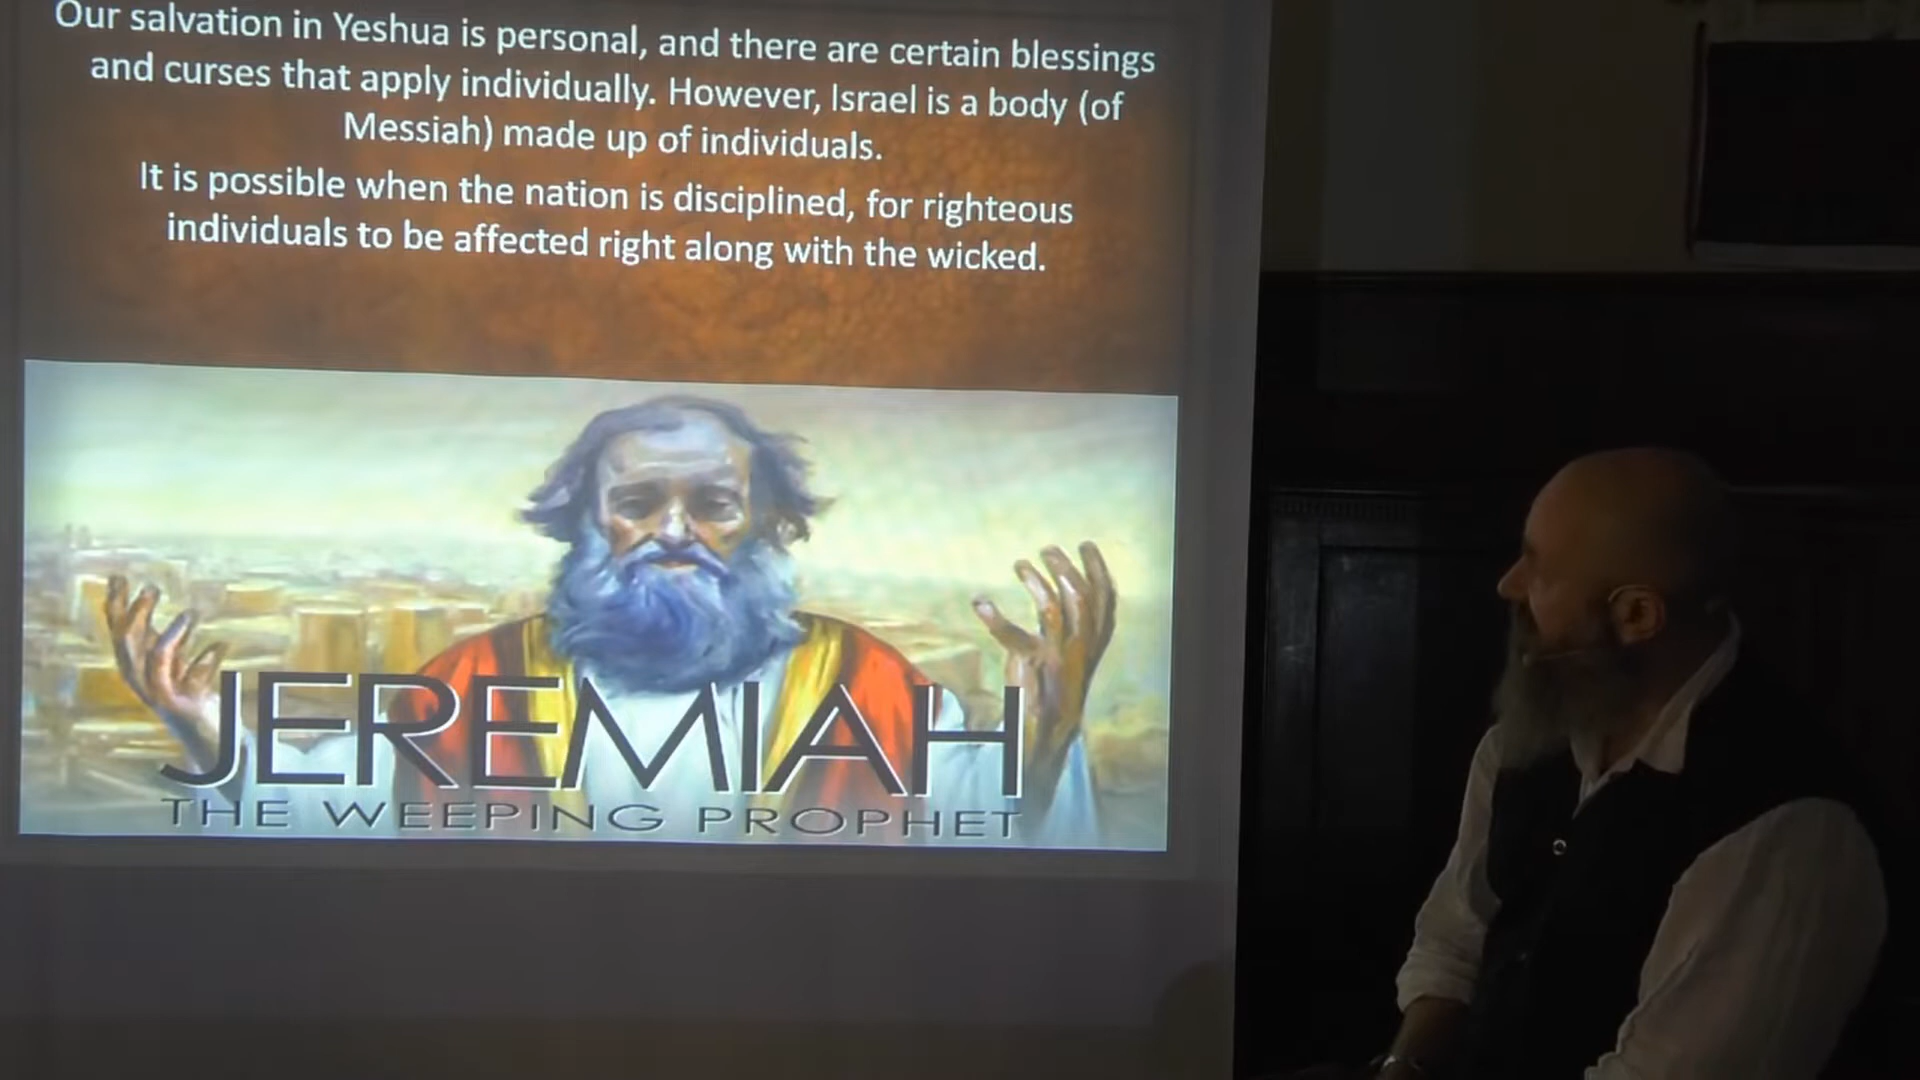 Our salvation in Yeshua is personal, and there are certain blessings
and curses that apply individually. However, Israel is a body (of
Messiah) made up of individuals.
It is possible when the nation is disciplined, for righteous
individuals to be affected right along with the wicked.
JEREMIAH
THE WEEPING PROPHET